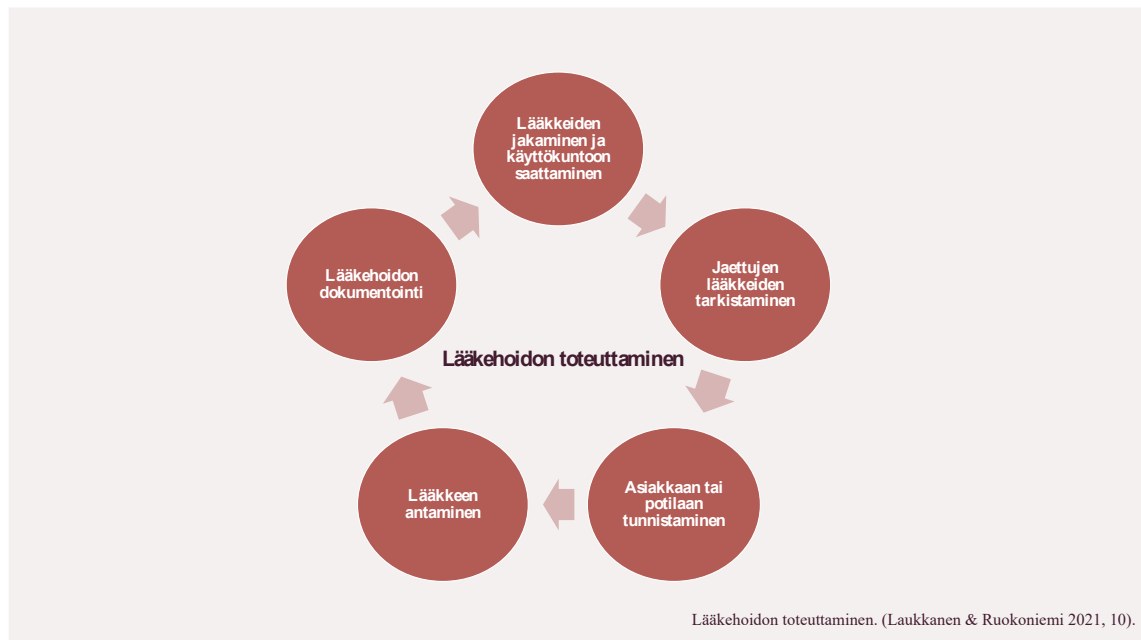 Lääkkeiden
jakaminen ja
käyttökuntoon
saattaminen
Jaettujen
lääkkeiden
tarkistaminen
Asiakkaan tai
potilaan
tunnistaminen
Lääkkeen
antaminen
Lääkehoidon
dokumentointi
Lääkehoidon toteuttaminen
Lääkehoidon toteuttaminen. (Laukkanen & Ruokoniemi 2021, 10).